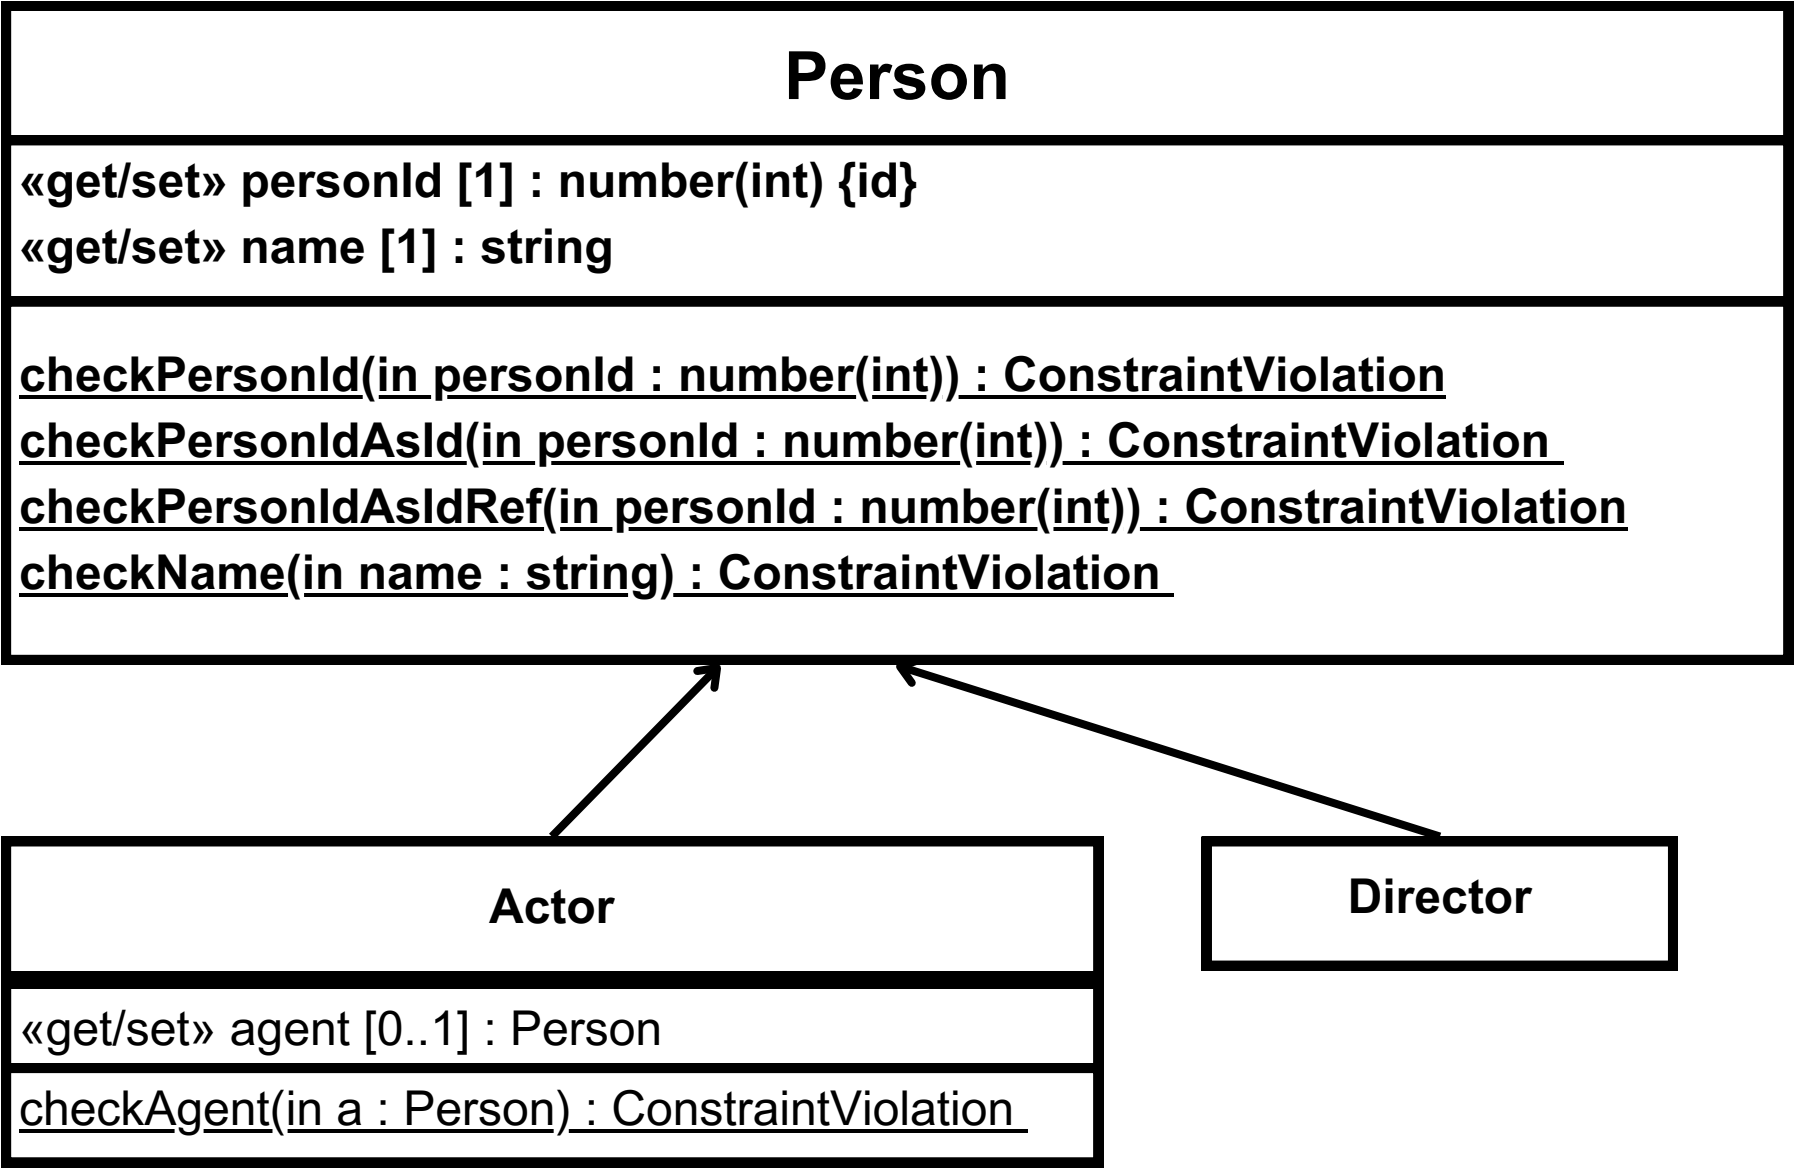 Person
«get/set» personId [1] : number(int) {id}
«get/set» name [1] : string
checkPersonId(in personId : number(int)) : ConstraintViolation
checkPersonIdAsId(in personId : number(int)) : ConstraintViolation
checkPersonIdAsIdRef(in personId : number(int)) : ConstraintViolation
checkName(in name : string) : ConstraintViolation
Actor
«get/set» agent [0..1] : Person
checkAgent(in a : Person) : ConstraintViolation
Director